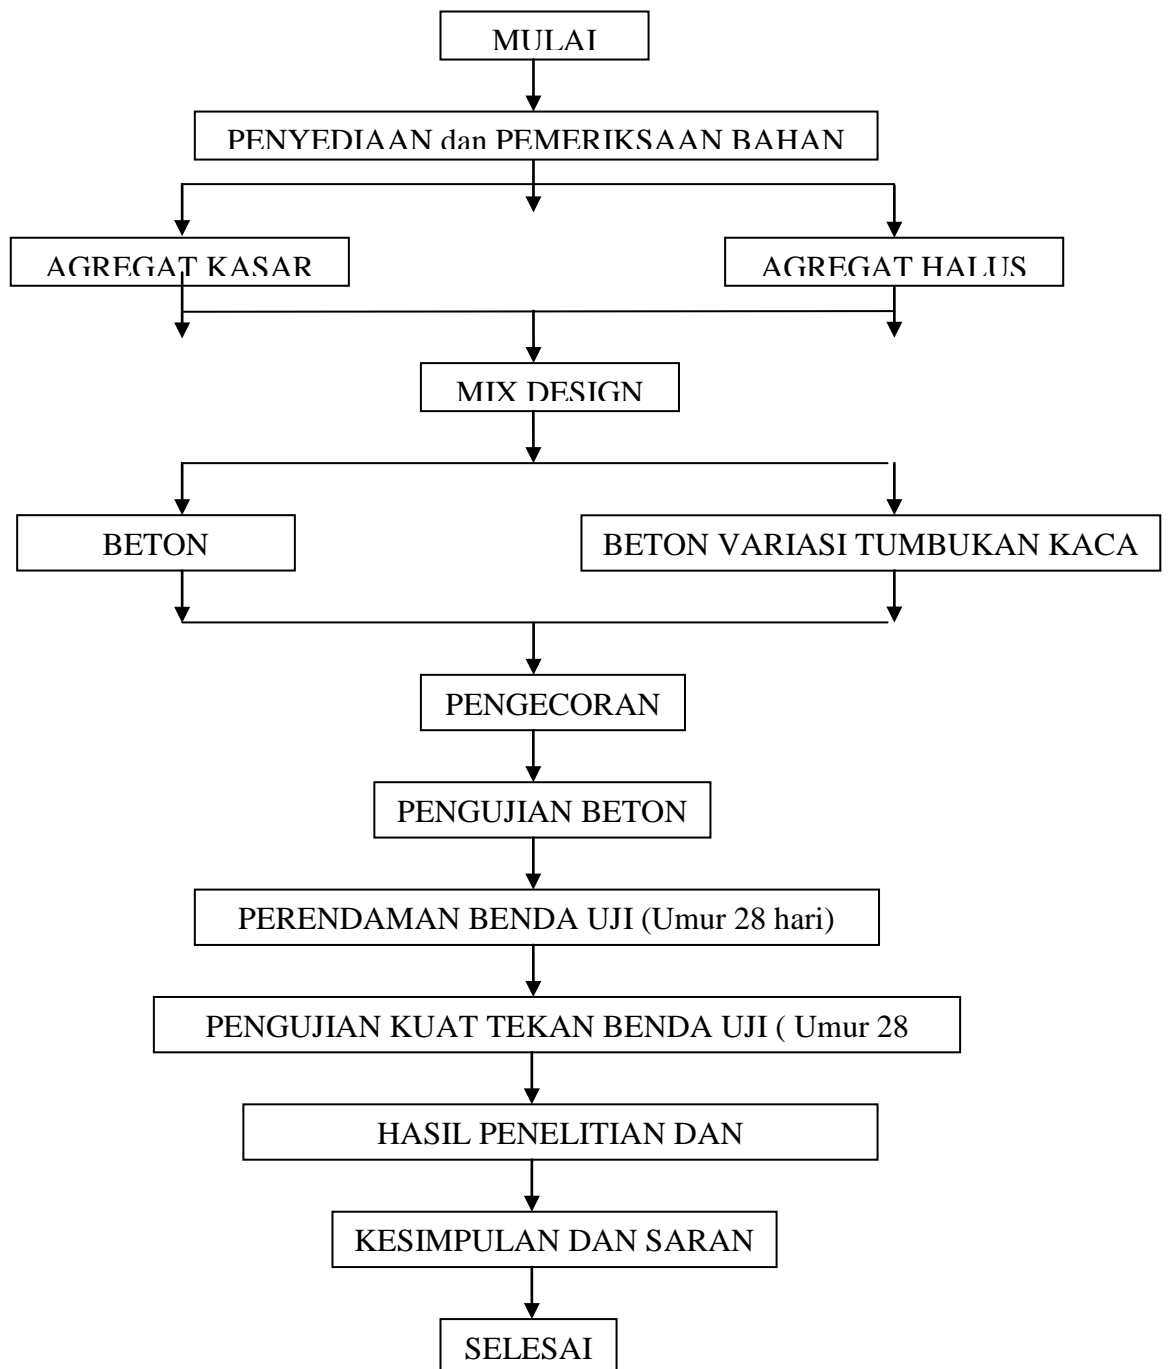 MULAI
PENYEDIAAN dan PEMERIKSAAN BAHAN
AGREGAT KASAR
AGREGAT HALUS
MIX DESIGN
BETON
BETON VARIASI TUMBUKAN KACA
PENGECORAN
PENGUJIAN BETON
PERENDAMAN BENDA UJI (Umur 28 hari)
PENGUJIAN KUAT TEKAN BENDA UJI ( Umur 28
HASIL PENELITIAN DAN
KESIMPULAN DAN SARAN
SELESAI